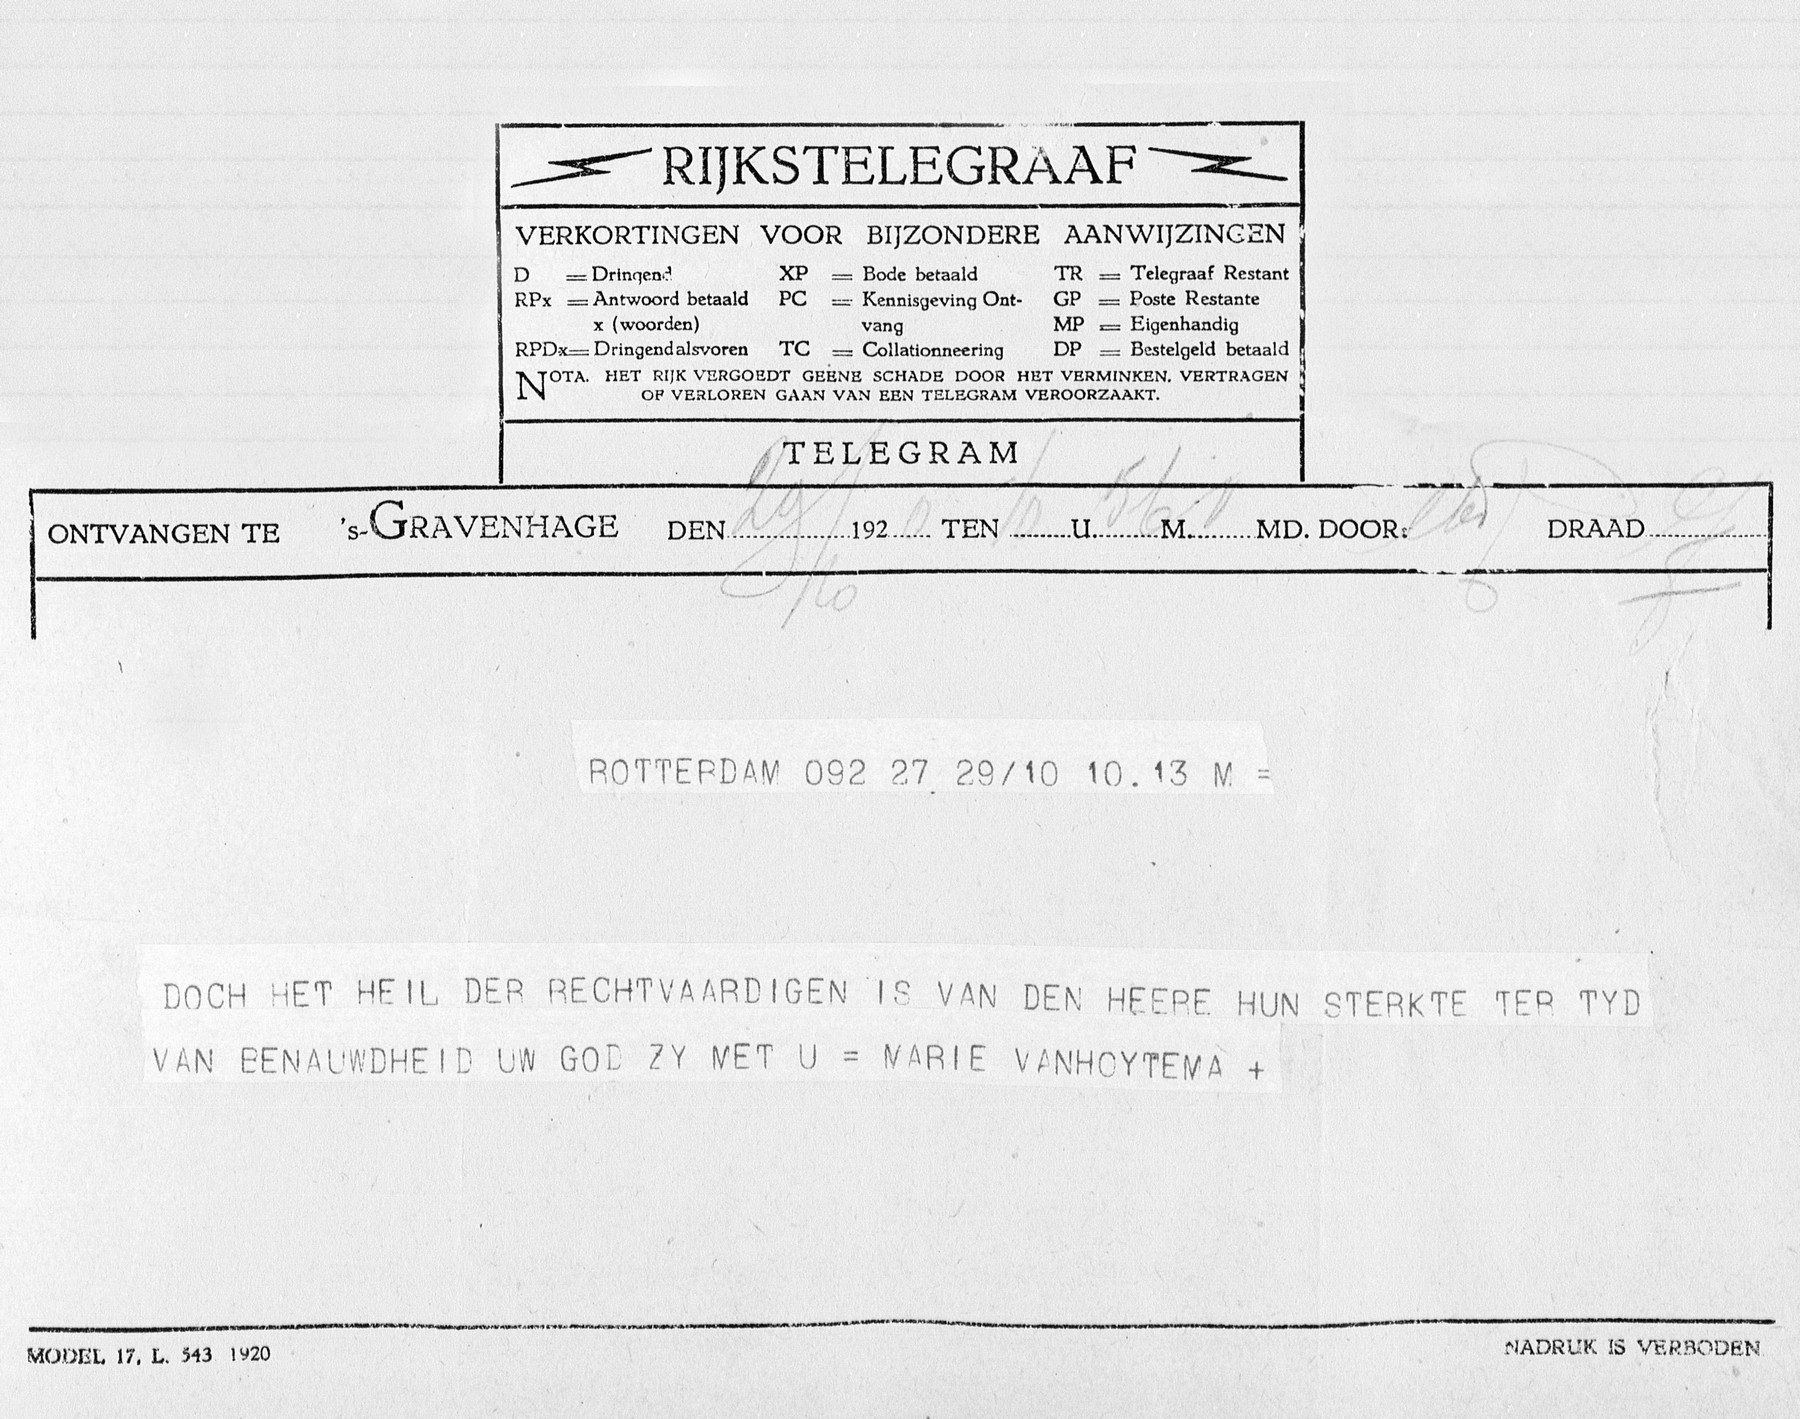 RIJKSTELEGRAAF
VERKORTINGEN VOOR BIJZONDERE AANWIJZINGEN
D = Dringend XP = Bode betaald TR = Telegraaf Restant
RPx = Antwoord betaald PC = Kennisgeving Ont- GP = Poste Restante
x (woorden) vang MP = Eigenhandig
RPDx = Dringend alsvoren TC = Collationneering DP = Bestelgeld betaald
NOTA. HET RIJK VERGOEDT GEENE SCHADE DOOR HET VERMINKEN, VERTRAGEN
OF VERLOREN GAAN VAN EEN TELEGRAM VEROORZAAKT.
TELEGRAM
ONTVANGEN TE 's-GRAVENHAGE DEN 29/10 192 TEN U. M. MD. DOOR: DRAAD
ROTTERDAM 092 27 29/10 10.13 M =
DOCH HET HEIL DER RECHTVAARDIGEN IS VAN DEN HEERE HUN STERKTE TER TYD
VAN BENAUWDHEID UW GOD ZY MET U = MARIE VANHOYTEMA +
MODEL 17, L. 543 1920 NADRUK IS VERBODEN